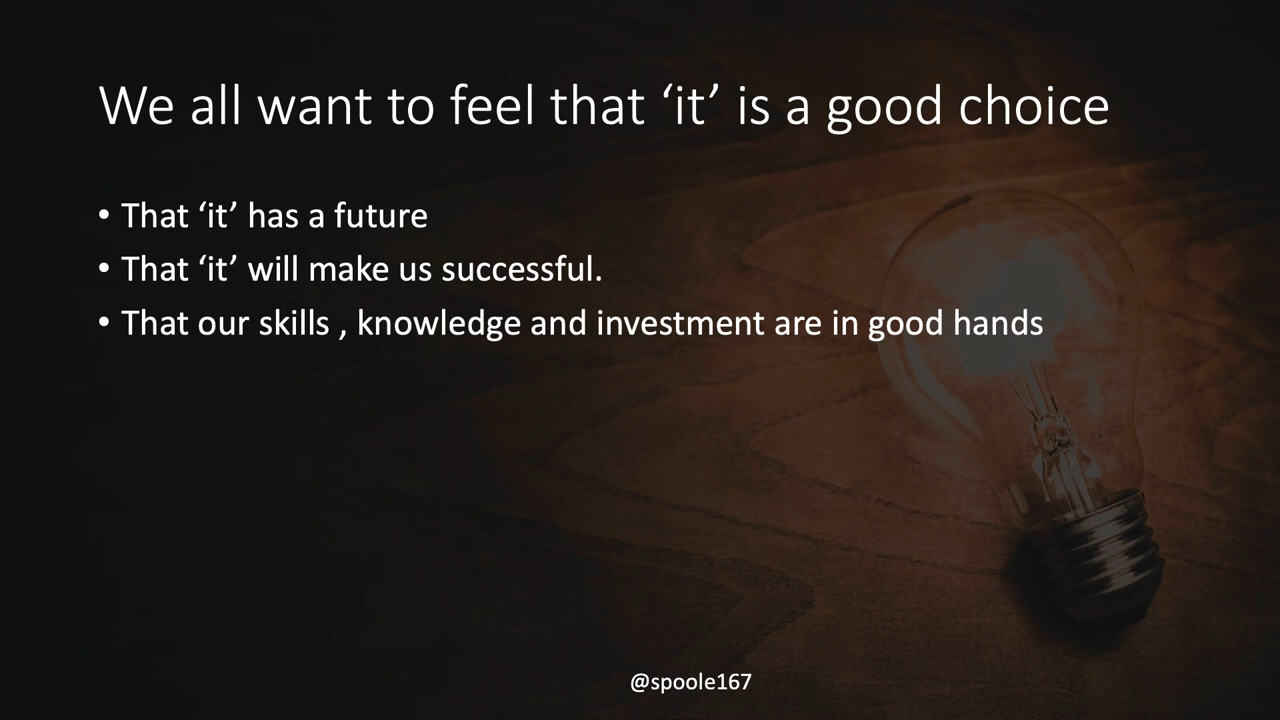 We all want to feel that ‘it’ is a good choice
• That ‘it’ has a future
• That ‘it’ will make us successful.
• That our skills , knowledge and investment are in good hands
@spoole167